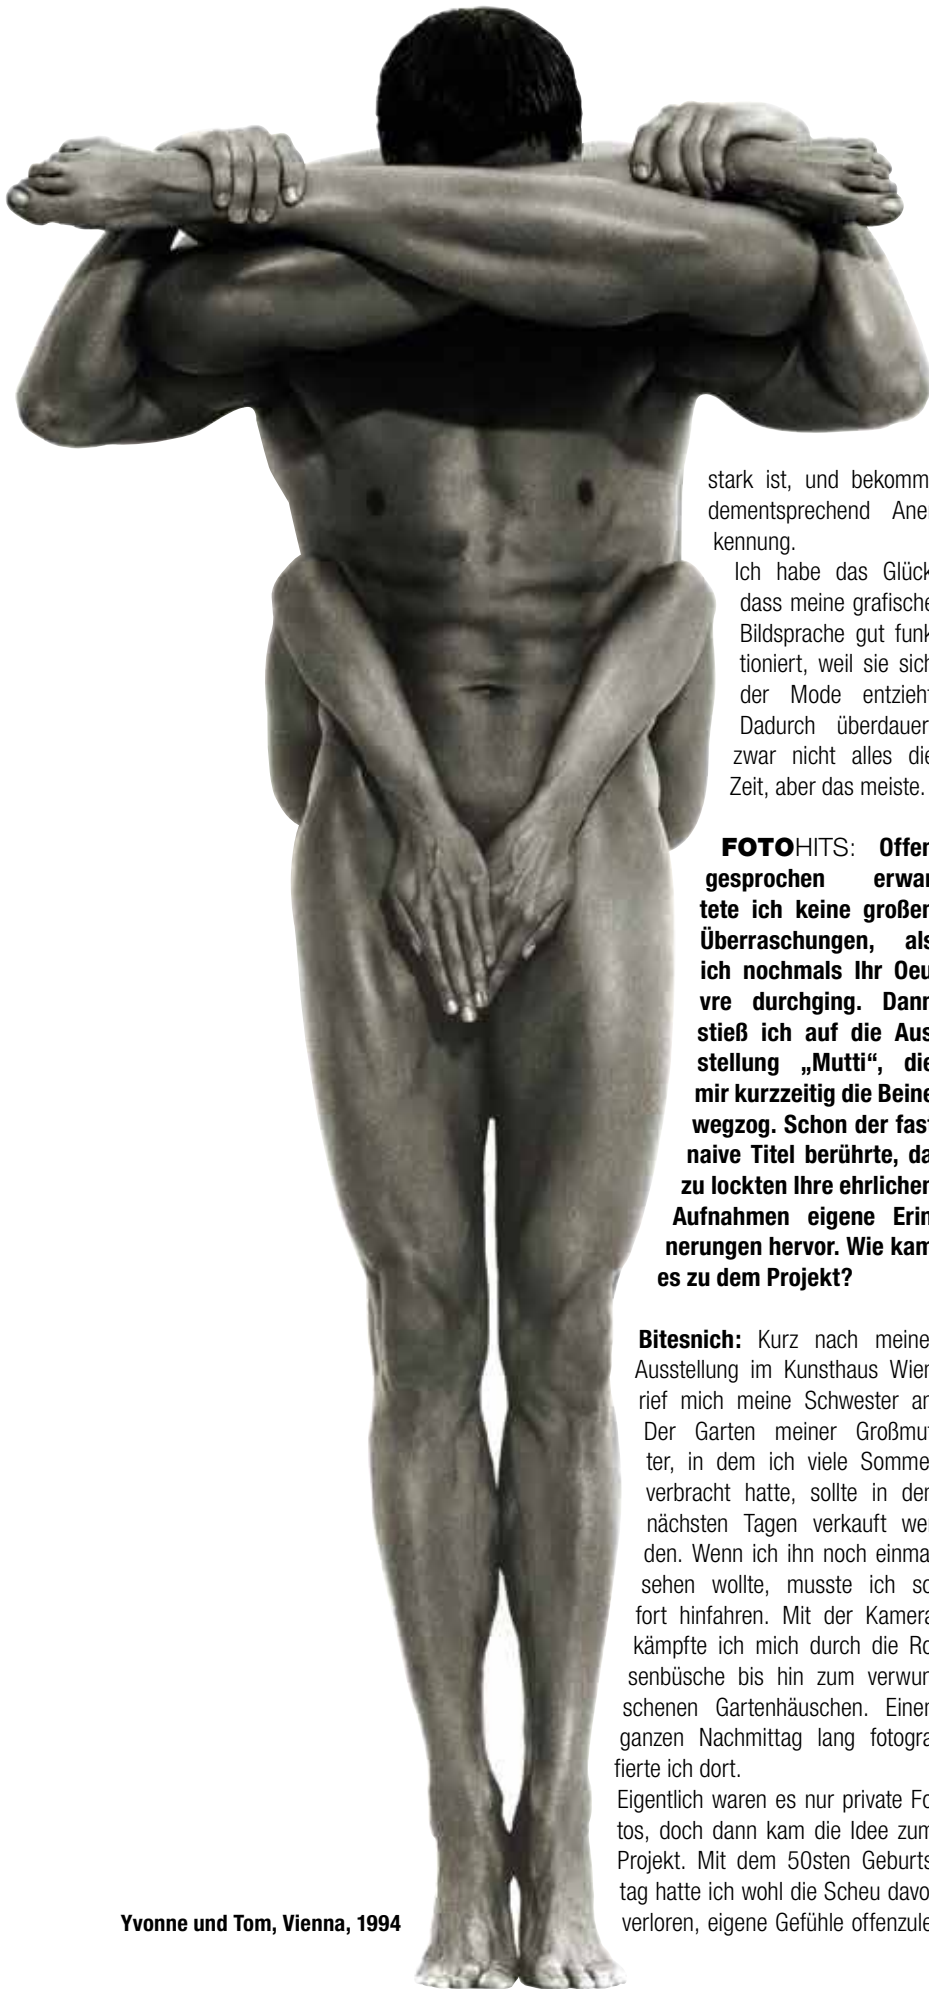 stark ist, und bekomm
dementsprechend Aner
kennung.
Ich habe das Glück
dass meine grafische
Bildsprache gut funk
tioniert, weil sie sich
der Mode entzieht
Dadurch überdauer
zwar nicht alles die
Zeit, aber das meiste.
FOTOHITS: Offen
gesprochen erwar
tete ich keine großen
Überraschungen, als
ich nochmals Ihr Oeu
vre durchging. Dann
stieß ich auf die Aus
stellung „Mutti“, die
mir kurzzeitig die Beine
wegzog. Schon der fast
naive Titel berührte, da
zu lockten Ihre ehrlichen
Aufnahmen eigene Erin
nerungen hervor. Wie kam
es zu dem Projekt?
Bitesnich: Kurz nach meine
Ausstellung im Kunsthaus Wien
rief mich meine Schwester an
Der Garten meiner Großmut
ter, in dem ich viele Somme
verbracht hatte, sollte in den
nächsten Tagen verkauft wer
den. Wenn ich ihn noch einma
sehen wollte, musste ich so
fort hinfahren. Mit der Kamera
kämpfte ich mich durch die Ro
senbüsche bis hin zum verwun
schenen Gartenhäuschen. Einen
ganzen Nachmittag lang fotogra
fierte ich dort.
Eigentlich waren es nur private Fo
tos, doch dann kam die Idee zum
Projekt. Mit dem 50sten Geburts
tag hatte ich wohl die Scheu davo
verloren, eigene Gefühle offenzule
Yvonne und Tom, Vienna, 1994